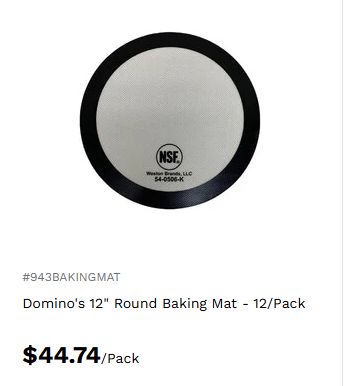 NSF.
Weston Brands, LLC
54-0506-K
#943BAKINGMAT
Domino's 12" Round Baking Mat - 12/Pack
$44.74/Pack